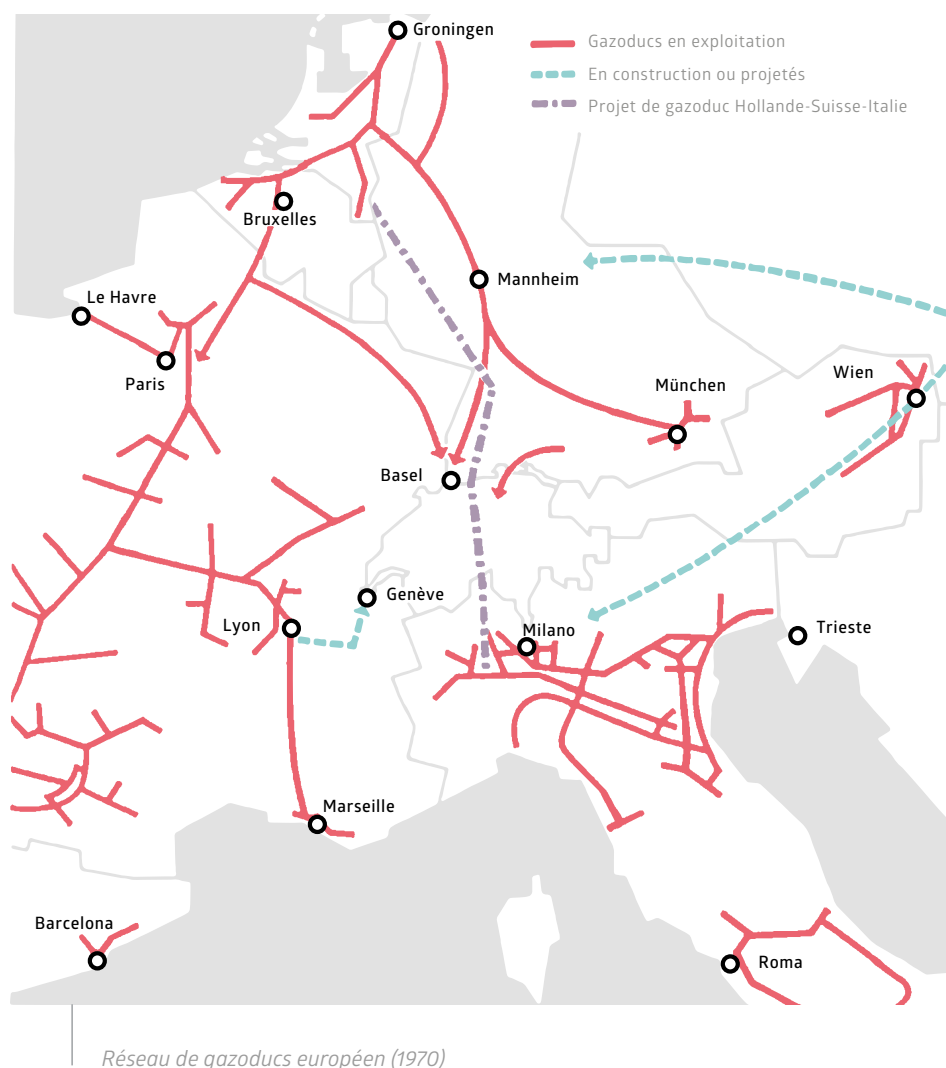 Groningen
Gazoducs en exploitation
En construction ou projetés
Projet de gazoduc Hollande-Suisse-Italie
Bruxelles
Mannheim
Le Havre
Paris
München
Wien
Basel
Genève
Lyon
Milano
Trieste
Marseille
Barcelona
Roma
Réseau de gazoducs européen (1970)